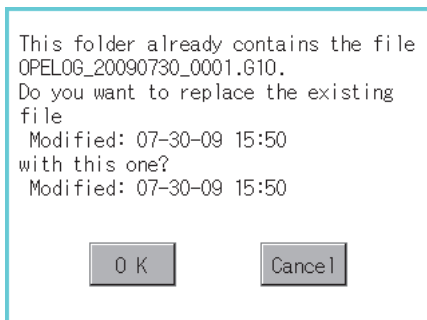 This folder already contains the file
OPELOG_20090730_0001.G1O.
Do you want to replace the existing
file
Modified: 07-30-09 15:50
with this one?
Modified: 07-30-09 15:50
O K
Cancel